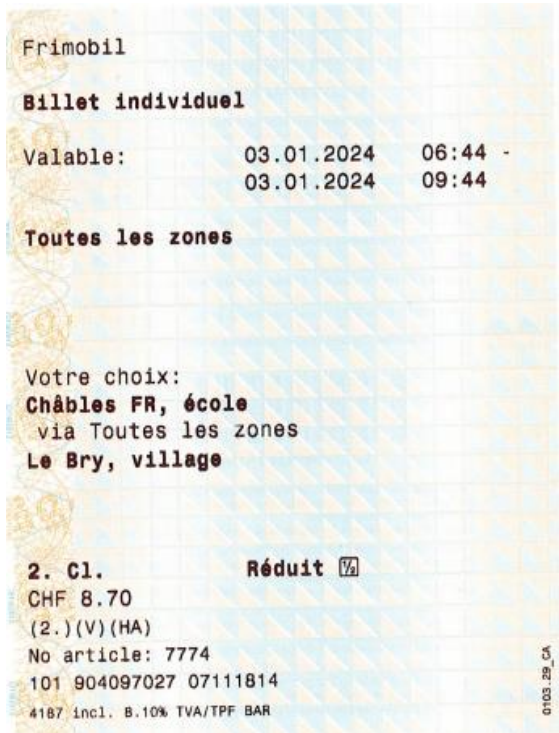 Frimobil
Billet individuel
Valable: 03.01.2024 06:44 -
03.01.2024 09:44
Toutes les zones
Votre choix:
Châbles FR, école
via Toutes les zones
Le Bry, village
2. Cl. Réduit ½
CHF 8.70
(2.)(V)(HA)
No article: 7774
101 904097027 07111814
4187 incl. 8.10% TVA/TPF BAR
0103.29_CA